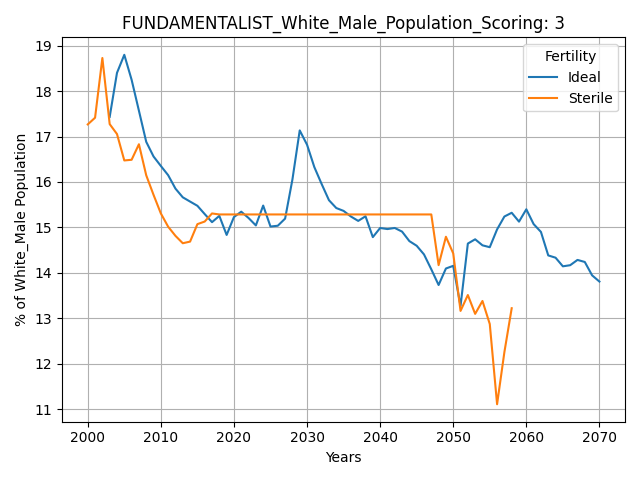 FUNDAMENTALIST_White_Male_Population_Scoring: 3
Fertility
Ideal
Sterile
% of White_Male Population
19
18
17
16
15
14
13
12
11
2000 2010 2020 2030 2040 2050 2060 2070
Years